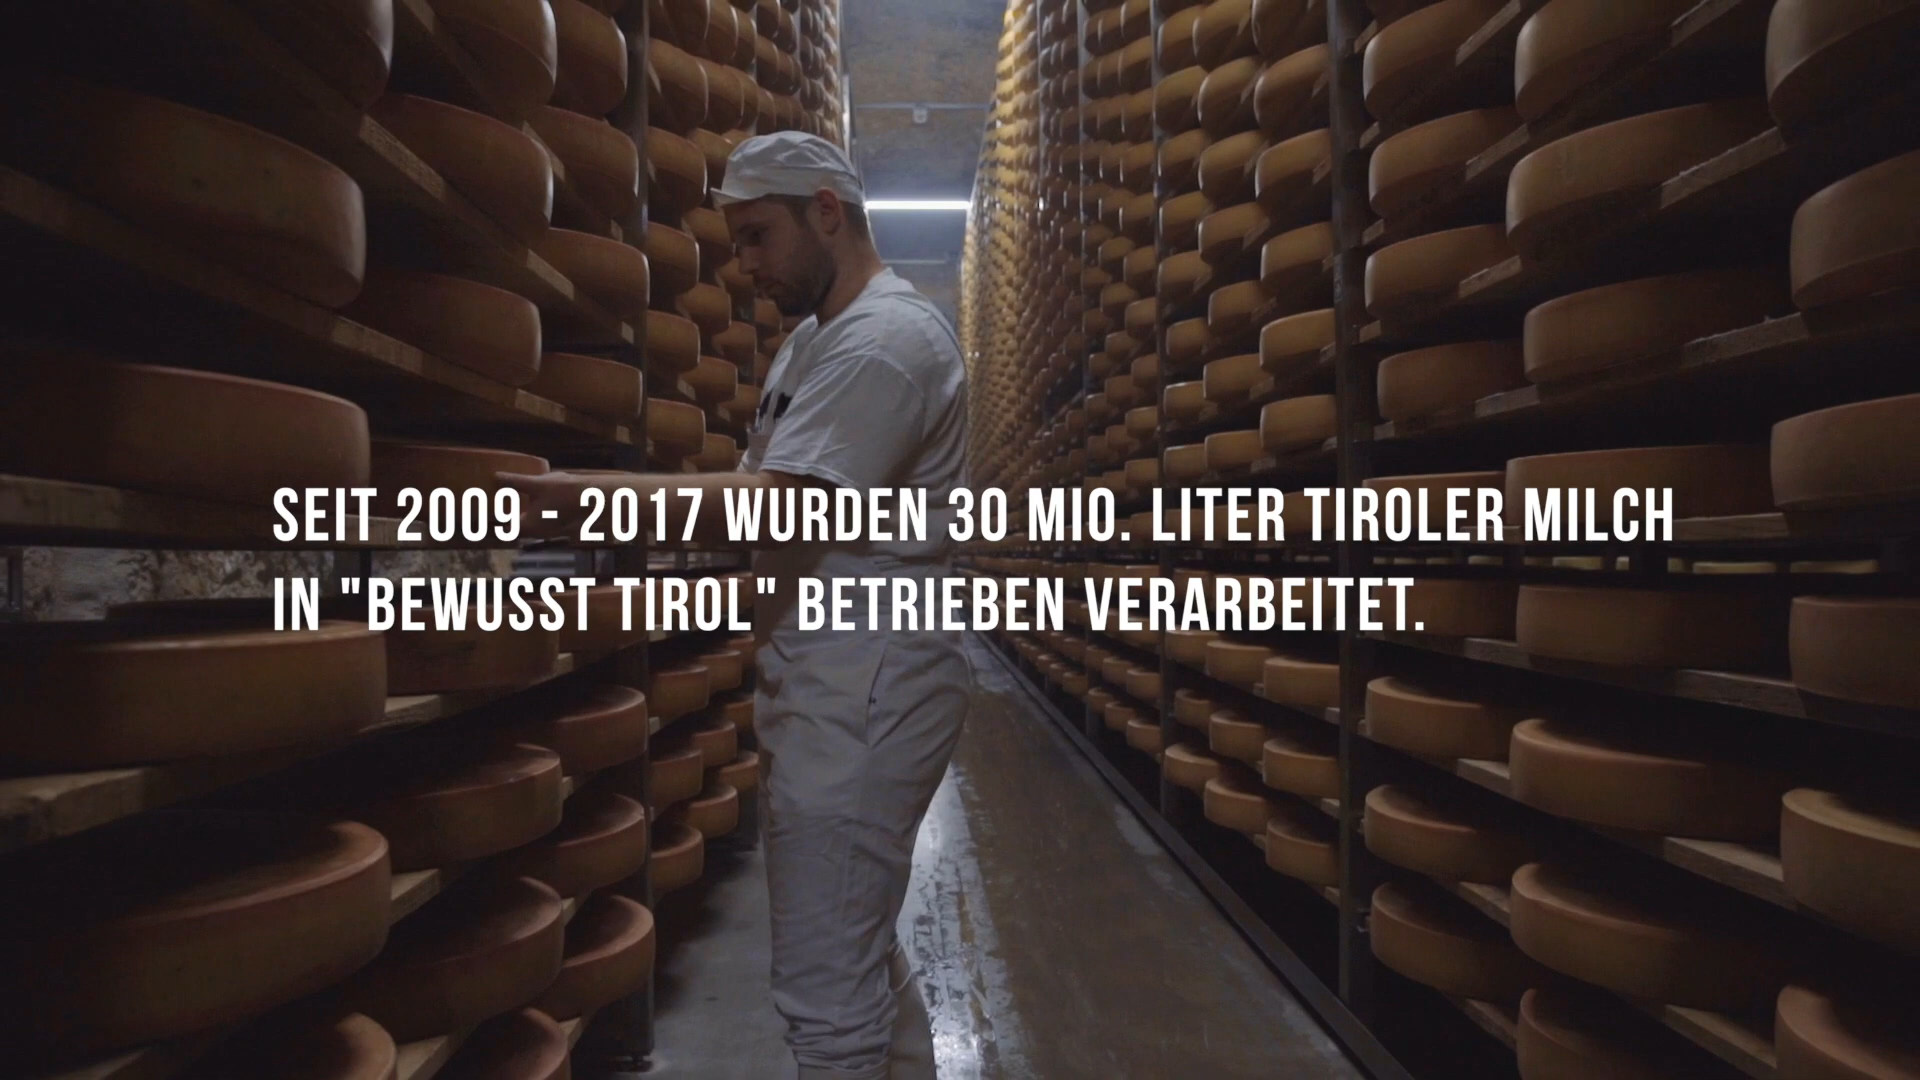 SEIT 2009 - 2017 WURDEN 30 MIO. LITER TIROLER MILCH
IN "BEWUSST TIROL" BETRIEBEN VERARBEITET.